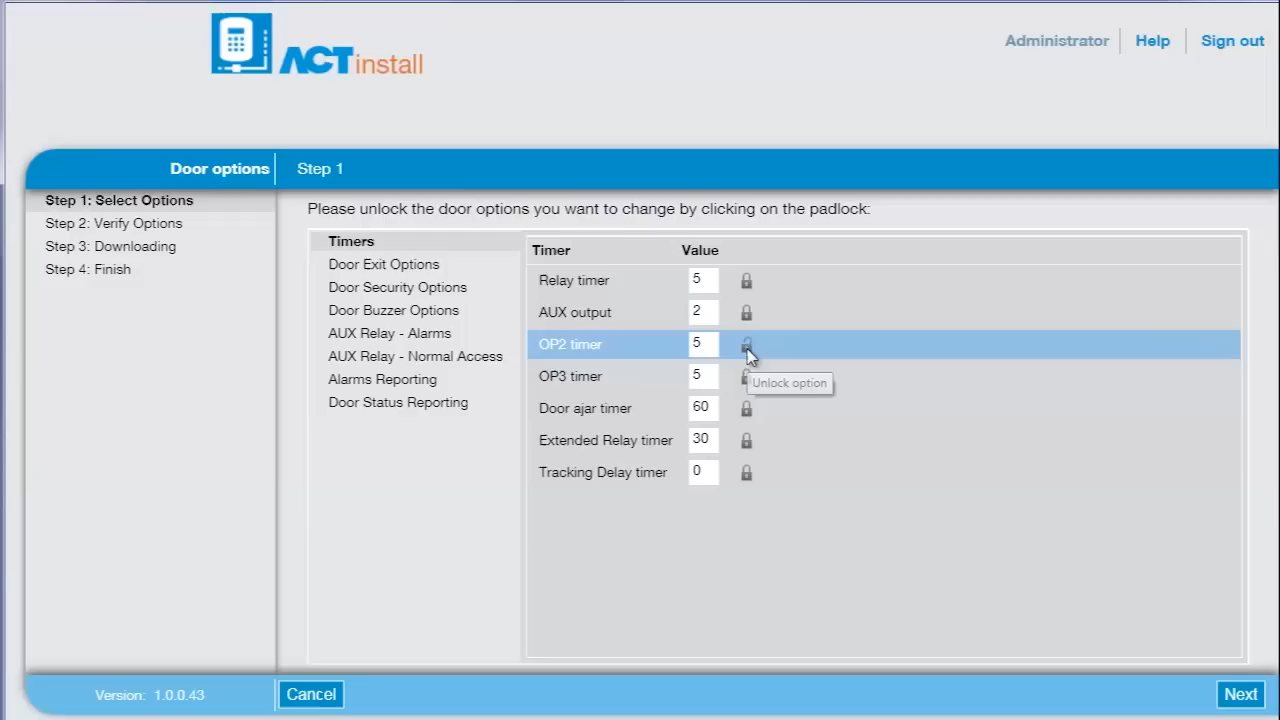 ACTinstall
Administrator Help Sign out
Door options Step 1
Step 1: Select Options
Step 2: Verify Options
Step 3: Downloading
Step 4: Finish
Please unlock the door options you want to change by clicking on the padlock:
Timers
Door Exit Options
Door Security Options
Door Buzzer Options
AUX Relay - Alarms
AUX Relay - Normal Access
Alarms Reporting
Door Status Reporting
Timer Value
Relay timer 5
AUX output 2
OP2 timer 5
OP3 timer 5
Unlock option
Door ajar timer 60
Extended Relay timer 30
Tracking Delay timer 0
Version: 1.0.0.43 Cancel Next